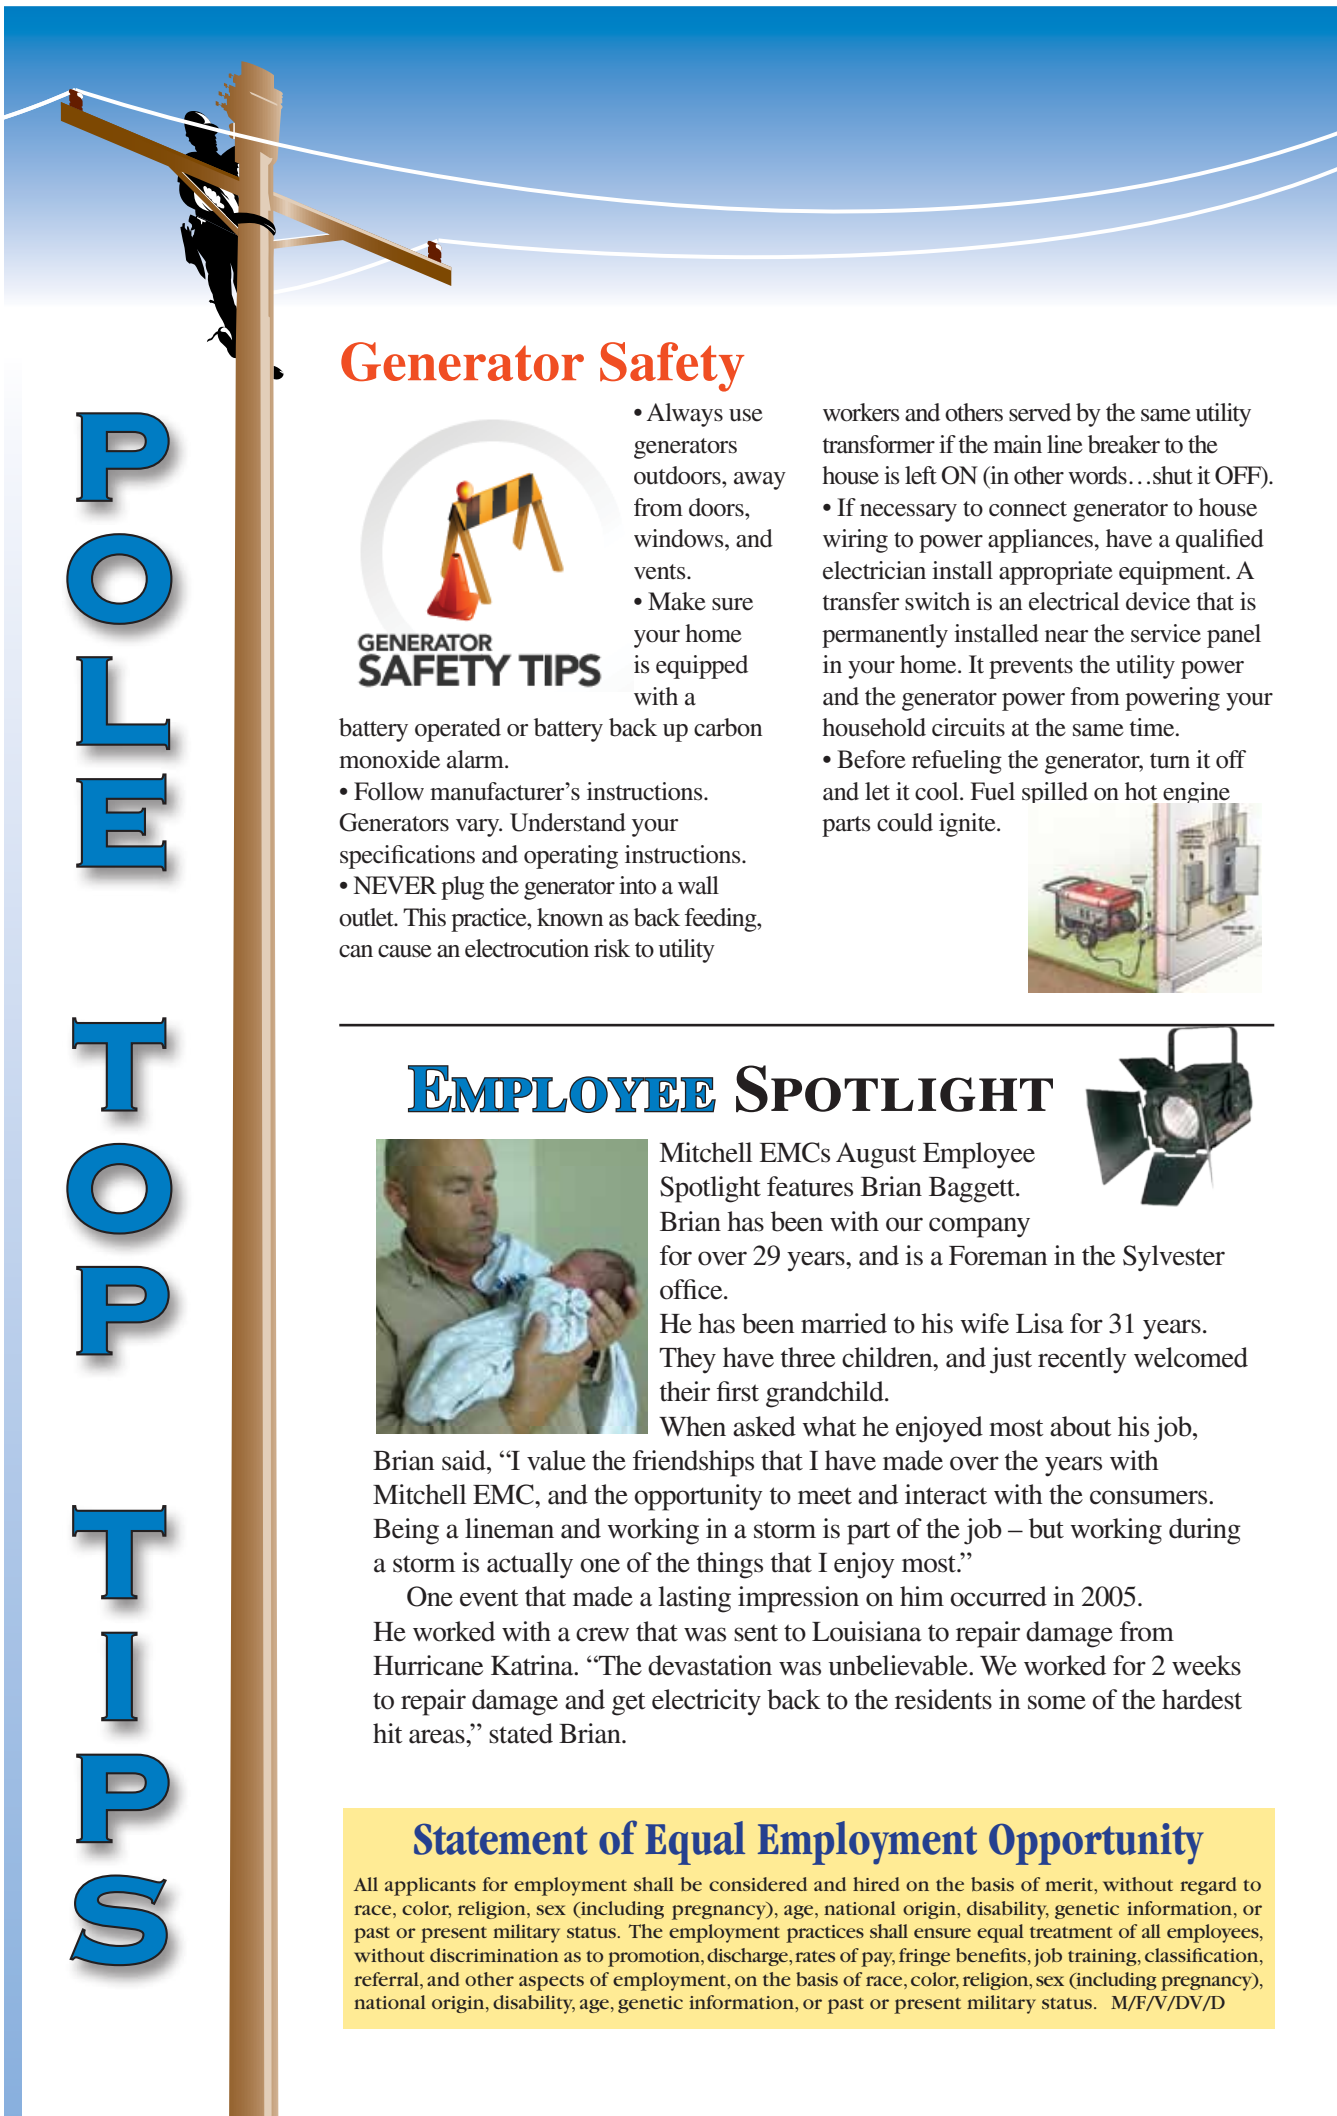 POLE TOP TIPS
Generator Safety
GENERATOR
SAFETY TIPS
• Always use
generators
outdoors, away
from doors,
windows, and
vents.
• Make sure
your home
is equipped
with a
battery operated or battery back up carbon
monoxide alarm.
• Follow manufacturer’s instructions.
Generators vary. Understand your
specifications and operating instructions.
• NEVER plug the generator into a wall
outlet. This practice, known as back feeding,
can cause an electrocution risk to utility
workers and others served by the same utility
transformer if the main line breaker to the
house is left ON (in other words…shut it OFF).
• If necessary to connect generator to house
wiring to power appliances, have a qualified
electrician install appropriate equipment. A
transfer switch is an electrical device that is
permanently installed near the service panel
in your home. It prevents the utility power
and the generator power from powering your
household circuits at the same time.
• Before refueling the generator, turn it off
and let it cool. Fuel spilled on hot engine
parts could ignite.
EMPLOYEE SPOTLIGHT
Mitchell EMCs August Employee
Spotlight features Brian Baggett.
Brian has been with our company
for over 29 years, and is a Foreman in the Sylvester
office.
He has been married to his wife Lisa for 31 years.
They have three children, and just recently welcomed
their first grandchild.
When asked what he enjoyed most about his job,
Brian said, “I value the friendships that I have made over the years with
Mitchell EMC, and the opportunity to meet and interact with the consumers.
Being a lineman and working in a storm is part of the job – but working during
a storm is actually one of the things that I enjoy most.”
One event that made a lasting impression on him occurred in 2005.
He worked with a crew that was sent to Louisiana to repair damage from
Hurricane Katrina. “The devastation was unbelievable. We worked for 2 weeks
to repair damage and get electricity back to the residents in some of the hardest
hit areas,” stated Brian.
Statement of Equal Employment Opportunity
All applicants for employment shall be considered and hired on the basis of merit, without regard to
race, color, religion, sex (including pregnancy), age, national origin, disability, genetic information, or
past or present military status. The employment practices shall ensure equal treatment of all employees,
without discrimination as to promotion, discharge, rates of pay, fringe benefits, job training, classification,
referral, and other aspects of employment, on the basis of race, color, religion, sex (including pregnancy),
national origin, disability, age, genetic information, or past or present military status. M/F/V/DV/D